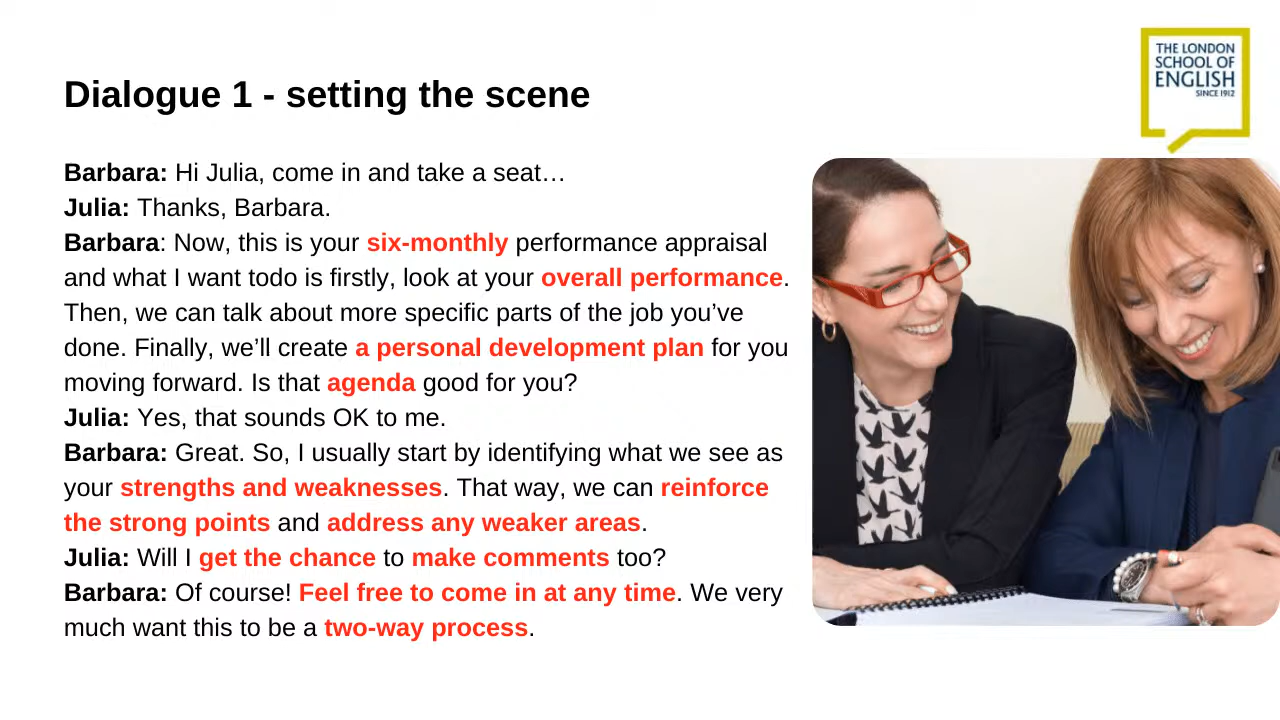 THE LONDON
SCHOOL OF
ENGLISH
SINCE 1912
Dialogue 1 - setting the scene
Barbara: Hi Julia, come in and take a seat…
Julia: Thanks, Barbara.
Barbara: Now, this is your six-monthly performance appraisal
and what I want todo is firstly, look at your overall performance.
Then, we can talk about more specific parts of the job you’ve
done. Finally, we’ll create a personal development plan for you
moving forward. Is that agenda good for you?
Julia: Yes, that sounds OK to me.
Barbara: Great. So, I usually start by identifying what we see as
your strengths and weaknesses. That way, we can reinforce
the strong points and address any weaker areas.
Julia: Will I get the chance to make comments too?
Barbara: Of course! Feel free to come in at any time. We very
much want this to be a two-way process.